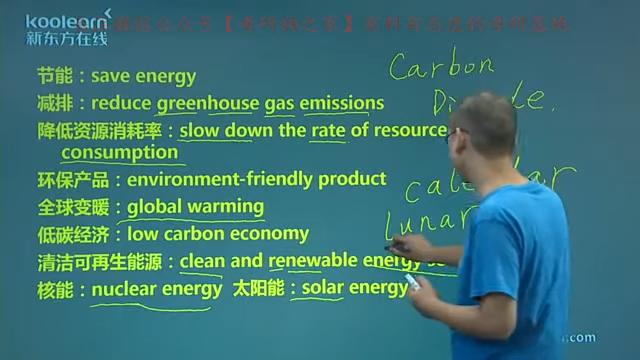 koolearn
新东方在线
节能：save energy
Carbon
减排：reduce greenhouse gas emissions
降低资源消耗率：slow down the rate of resource
consumption
环保产品：environment-friendly product
全球变暖：global warming
lunar
低碳经济：low carbon economy
清洁可再生能源：clean and renewable energy
核能：nuclear energy 太阳能：solar energy
.com